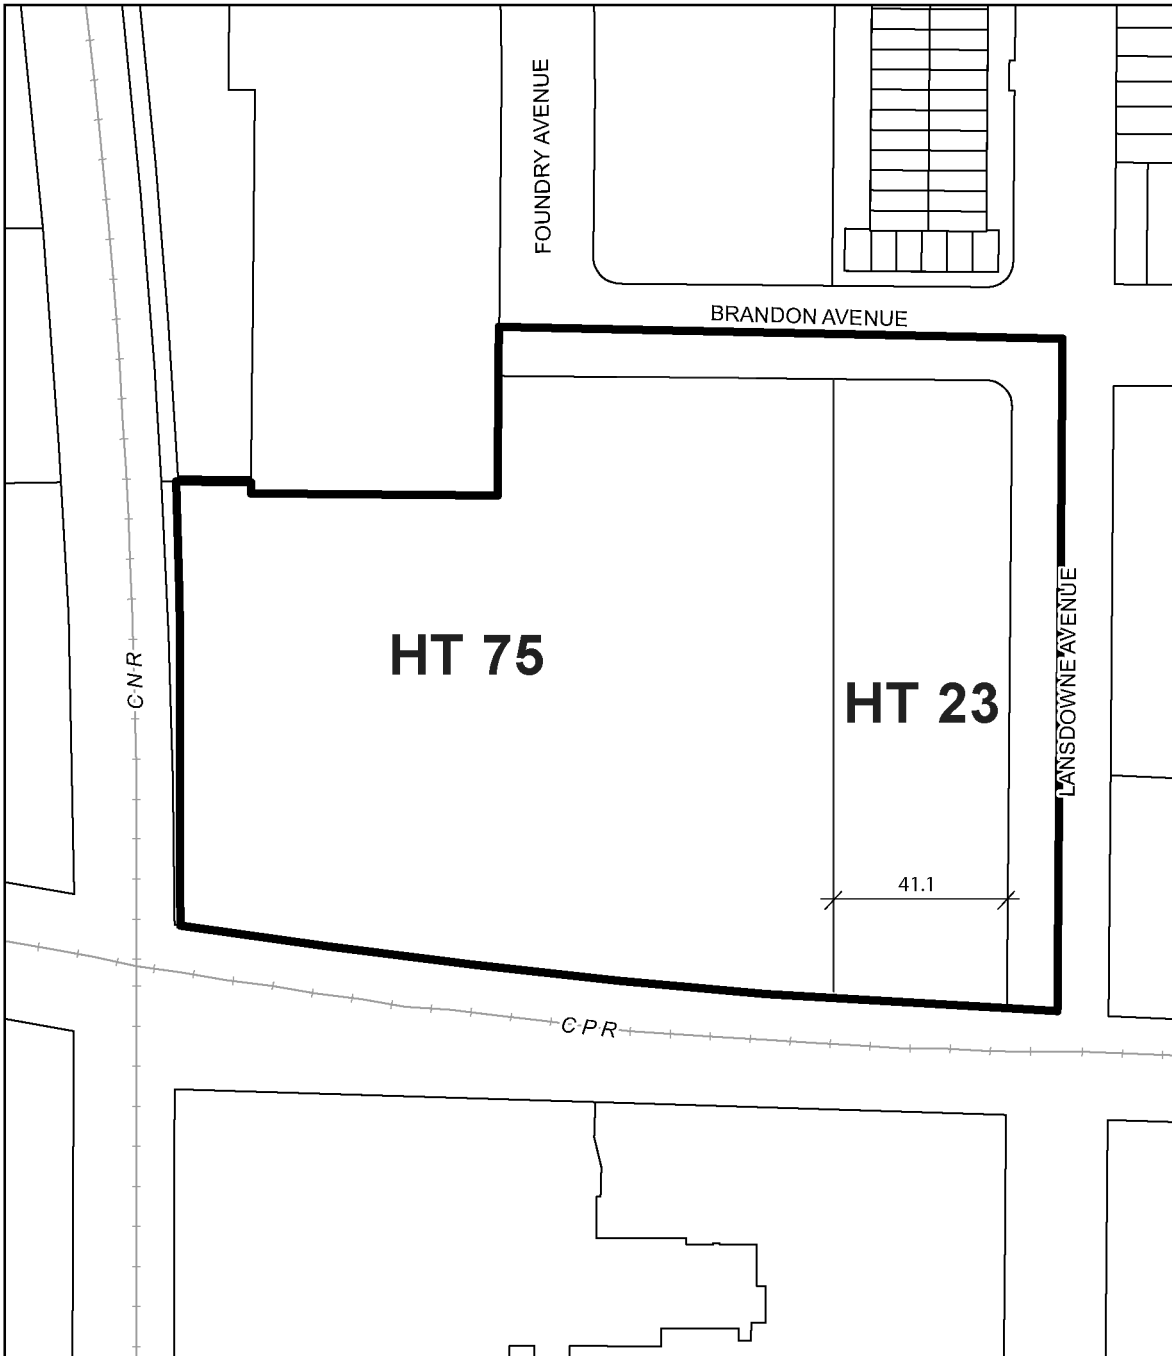 FOUNDRY AVENUE
BRANDON AVENUE
HT 75
HT 23
LANSDOWNE AVENUE
C N R
41.1
C P R